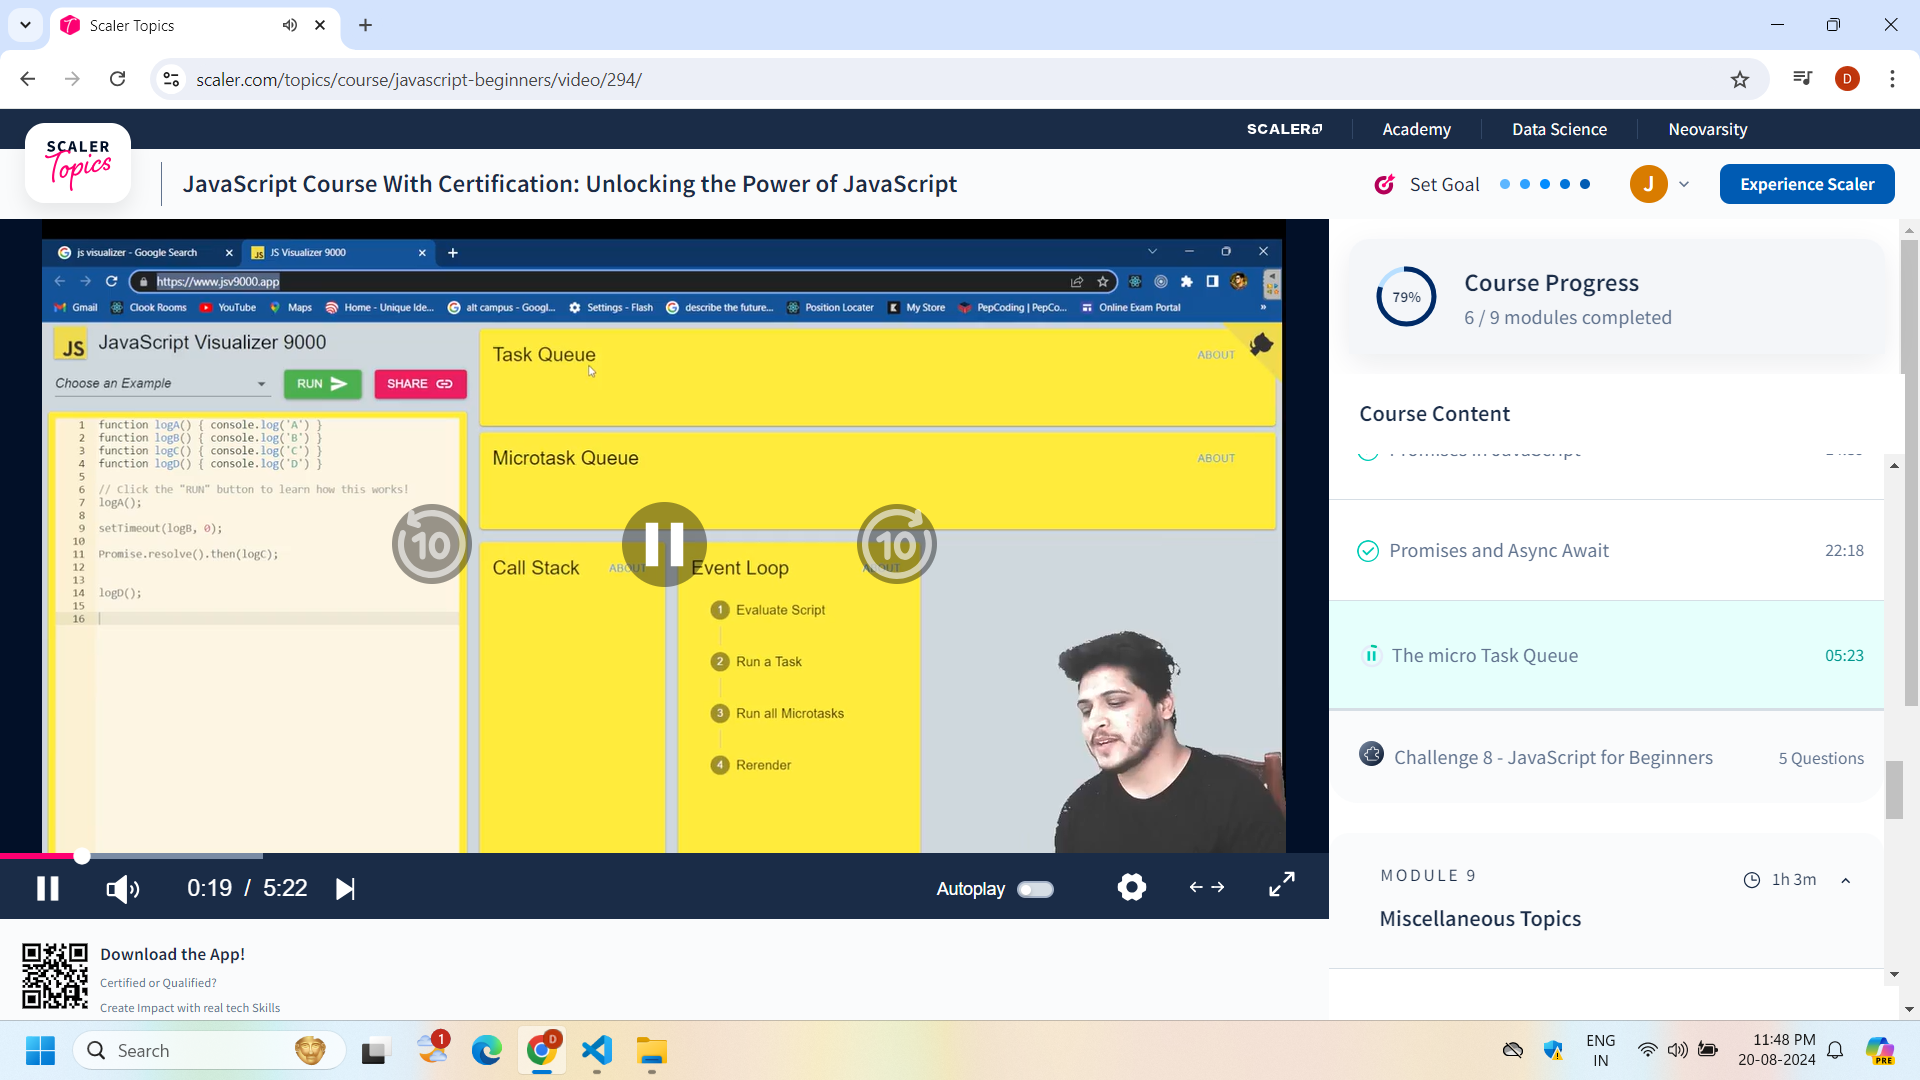 Scaler Topics
scaler.com/topics/course/javascript-beginners/video/294/
D
SCALER
Academy
Data Science
Neovarsity
SCALER
Topics
JavaScript Course With Certification: Unlocking the Power of JavaScript
Set Goal
J
Experience Scaler
js visualizer - Google Search
JS Visualizer 9000
https://www.jsv9000.app
Gmail
Clook Rooms
YouTube
Maps
Home - Unique Ide...
alt campus - Googl...
Settings - Flash
describe the future...
Position Locater
My Store
PepCoding | PepCo...
Online Exam Portal
»
JS
JavaScript Visualizer 9000
Choose an Example
RUN
SHARE
1 function logA() { console.log('A') }
2 function logB() { console.log('B') }
3 function logC() { console.log('C') }
4 function logD() { console.log('D') }
5
6 // Click the "RUN" button to learn how this works!
7 logA();
8
9 setTimeout(logB, 0);
10
11 Promise.resolve().then(logC);
12
13
14 logD();
15
16
Task Queue
ABOUT
Microtask Queue
ABOUT
10
10
Call Stack
ABOUT
Event Loop
ABOUT
1 Evaluate Script
2 Run a Task
3 Run all Microtasks
4 Rerender
0:19 / 5:22
Autoplay
79%
Course Progress
6 / 9 modules completed
Course Content
Promises in JavaScript
Promises and Async Await
22:18
The micro Task Queue
05:23
Challenge 8 - JavaScript for Beginners
5 Questions
MODULE 9
1h 3m
Miscellaneous Topics
Download the App!
Certified or Qualified?
Create Impact with real tech Skills
Search
1
D
ENG
IN
11:48 PM
20-08-2024
PRE